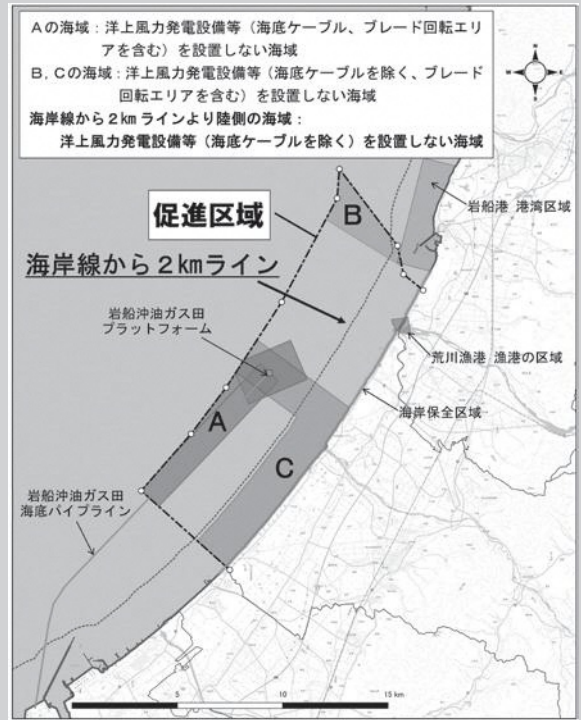 Aの海域：洋上風力発電設備等（海底ケーブル、ブレード回転エリ
アを含む）を設置しない海域
B，Cの海域：洋上風力発電設備等（海底ケーブルを除く、ブレード
回転エリアを含む）を設置しない海域
海岸線から２㎞ラインより陸側の海域：
洋上風力発電設備等（海底ケーブルを除く）を設置しない海域
N
W
E
S
促進区域
B
岩船港 港湾区域
海岸線から２㎞ライン
岩船沖油ガス田
プラットフォーム
荒川漁港 漁港の区域
海岸保全区域
A
C
岩船沖油ガス田
海底パイプライン
5
10
15 km